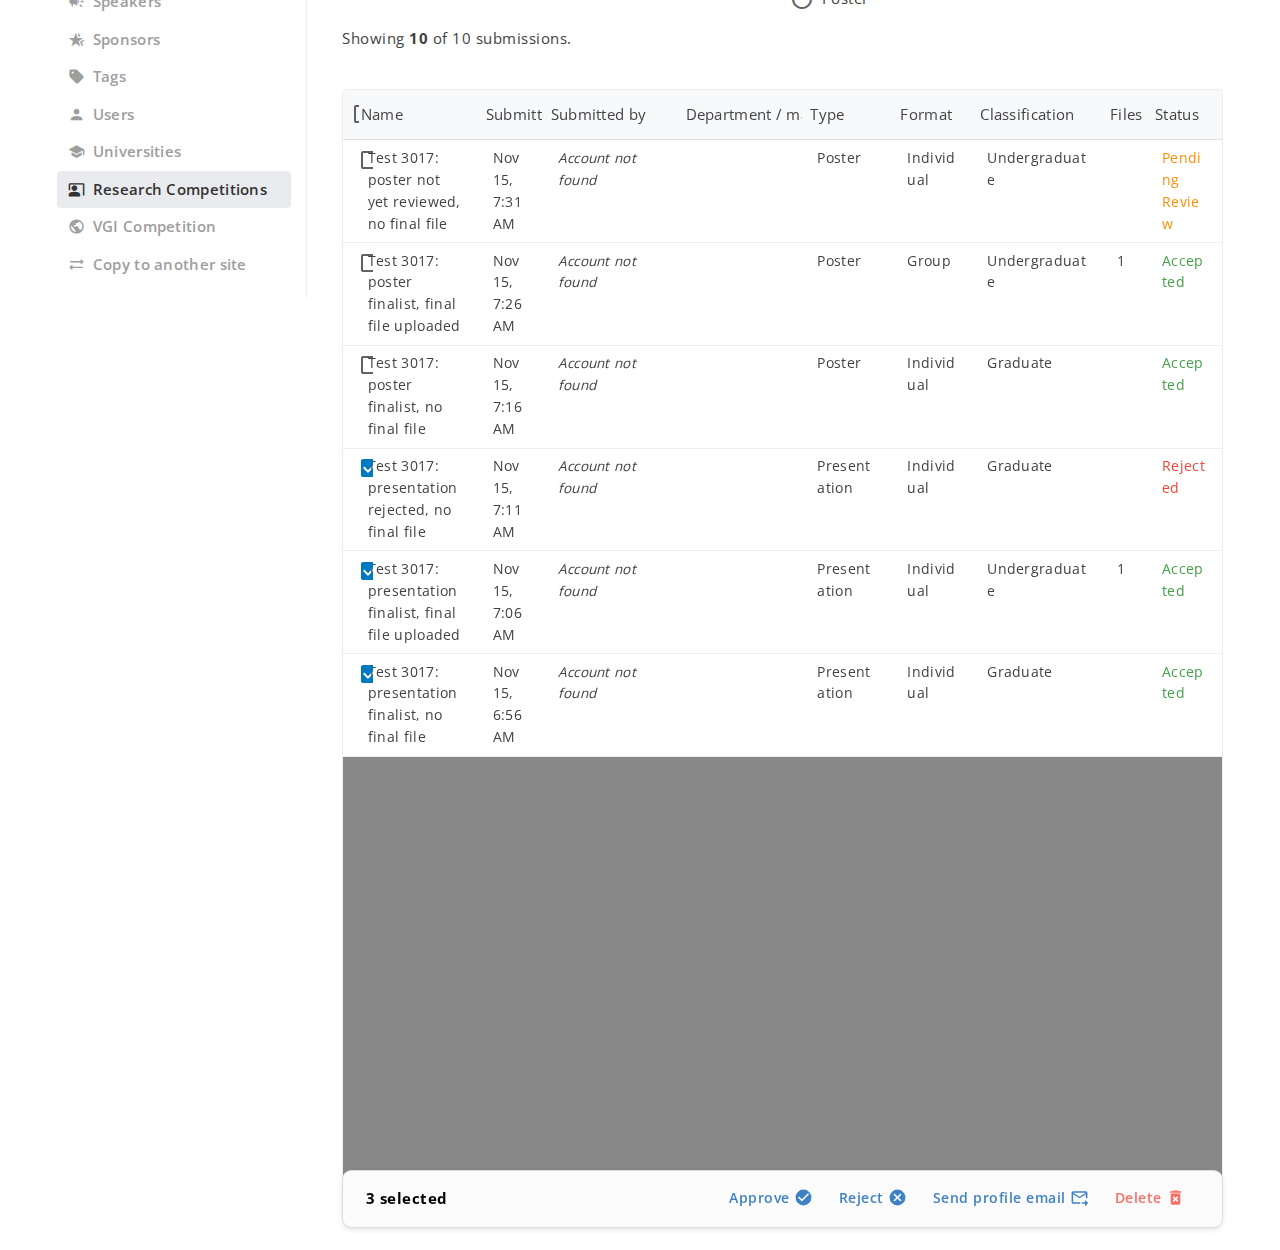 Speakers
Sponsors
Tags
Users
Universities
Research Competitions
VGI Competition
Copy to another site
Poster
Showing 10 of 10 submissions.
Name Submitt Submitted by Department / ma Type Format Classification Files Status
Test 3017:
poster not
yet reviewed,
no final file
Nov
15,
7:31
AM
Account not
found
Poster
Individ
ual
Undergraduat
e
Pendi
ng
Revie
w
Test 3017:
poster
finalist, final
file uploaded
Nov
15,
7:26
AM
Account not
found
Poster
Group
Undergraduat
e
1
Accep
ted
Test 3017:
poster
finalist, no
final file
Nov
15,
7:16
AM
Account not
found
Poster
Individ
ual
Graduate
Accep
ted
Test 3017:
presentation
rejected, no
final file
Nov
15,
7:11
AM
Account not
found
Present
ation
Individ
ual
Graduate
Reject
ed
Test 3017:
presentation
finalist, final
file uploaded
Nov
15,
7:06
AM
Account not
found
Present
ation
Individ
ual
Undergraduat
e
1
Accep
ted
Test 3017:
presentation
finalist, no
final file
Nov
15,
6:56
AM
Account not
found
Present
ation
Individ
ual
Graduate
Accep
ted
3 selected Approve Reject Send profile email Delete